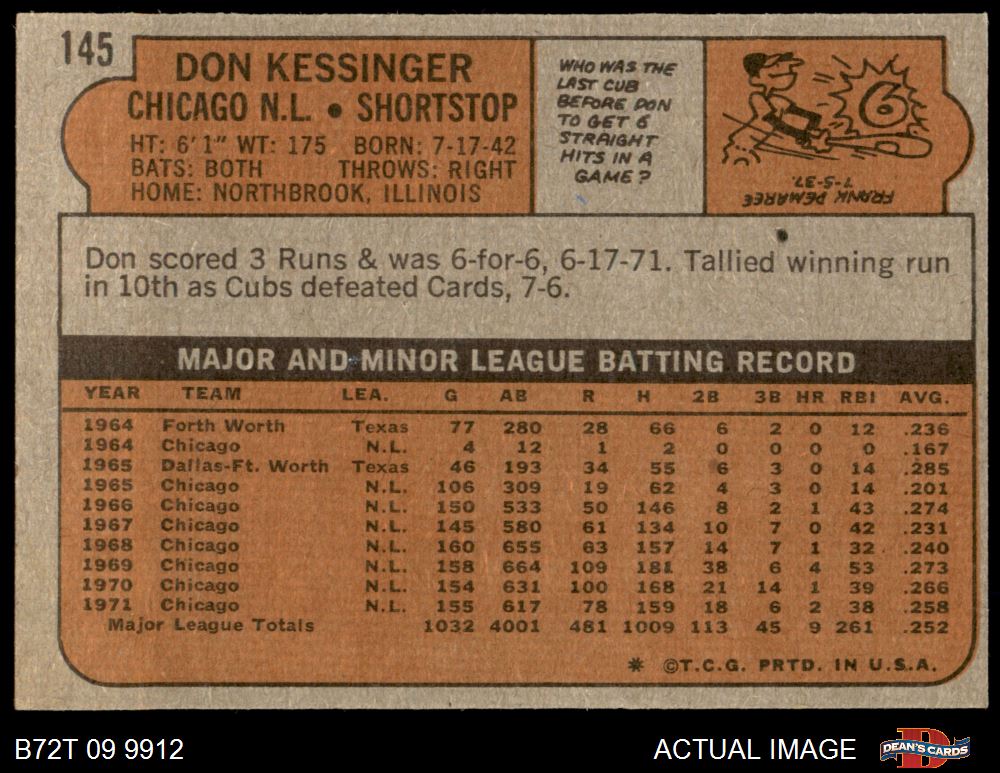 145
DON KESSINGER
CHICAGO N.L. • SHORTSTOP
HT: 6'1" WT: 175 BORN: 7-17-42
BATS: BOTH THROWS: RIGHT
HOME: NORTHBROOK, ILLINOIS
WHO WAS THE
LAST CUB
BEFORE DON
TO GET 6
STRAIGHT
HITS IN A
GAME?
6
FRANK DEMAREE
7-5-37.
Don scored 3 Runs & was 6-for-6, 6-17-71. Tallied winning run
in 10th as Cubs defeated Cards, 7-6.
MAJOR AND MINOR LEAGUE BATTING RECORD
YEAR TEAM LEA. G AB R H 2B 3B HR RBI AVG.
1964 Forth Worth Texas 77 280 28 66 6 2 0 12 .236
1964 Chicago N.L. 4 12 1 2 0 0 0 0 .167
1965 Dallas-Ft. Worth Texas 46 193 34 55 6 3 0 14 .285
1965 Chicago N.L. 106 309 19 62 4 3 0 14 .201
1966 Chicago N.L. 150 533 50 146 8 2 1 43 .274
1967 Chicago N.L. 145 580 61 134 10 7 0 42 .231
1968 Chicago N.L. 160 655 63 157 14 7 1 32 .240
1969 Chicago N.L. 158 664 109 181 38 6 4 53 .273
1970 Chicago N.L. 154 631 100 168 21 14 1 39 .266
1971 Chicago N.L. 155 617 78 159 18 6 2 38 .258
Major League Totals 1032 4001 481 1009 113 45 9 261 .252
* ©T.C.G. PRTD. IN U.S.A.
B72T 09 9912
ACTUAL IMAGE
DEAN'S CARDS